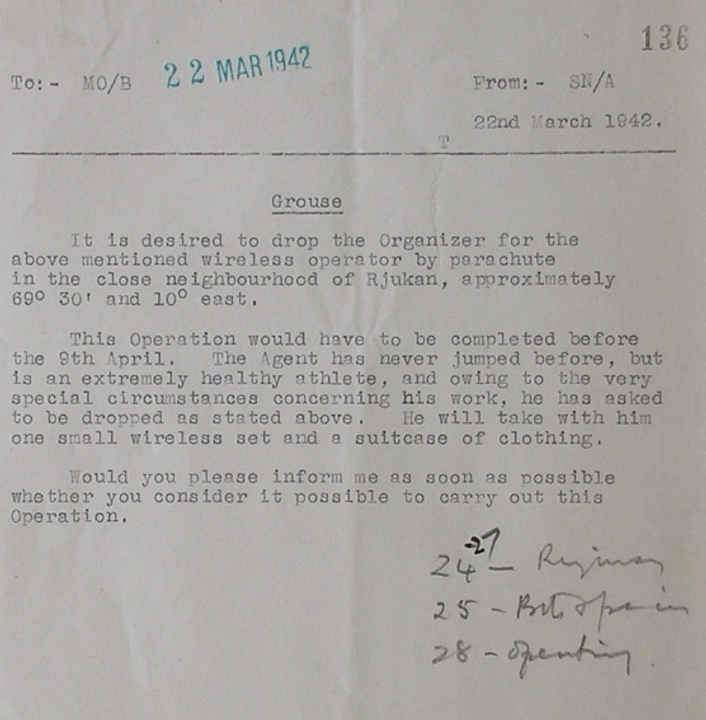 136
To:- MO/B 22 MAR 1942 From:- SN/A
22nd March 1942.
T
Grouse
It is desired to drop the Organizer for the
above mentioned wireless operator by parachute
in the close neighbourhood of Rjukan, approximately
69º 30' and 10º east.
This Operation would have to be completed before
the 9th April. The Agent has never jumped before, but
is an extremely healthy athlete, and owing to the very
special circumstances concerning his work, he has asked
to be dropped as stated above. He will take with him
one small wireless set and a suitcase of clothing.
Would you please inform me as soon as possible
whether you consider it possible to carry out this
Operation.
24-27 –
25 –
28 –